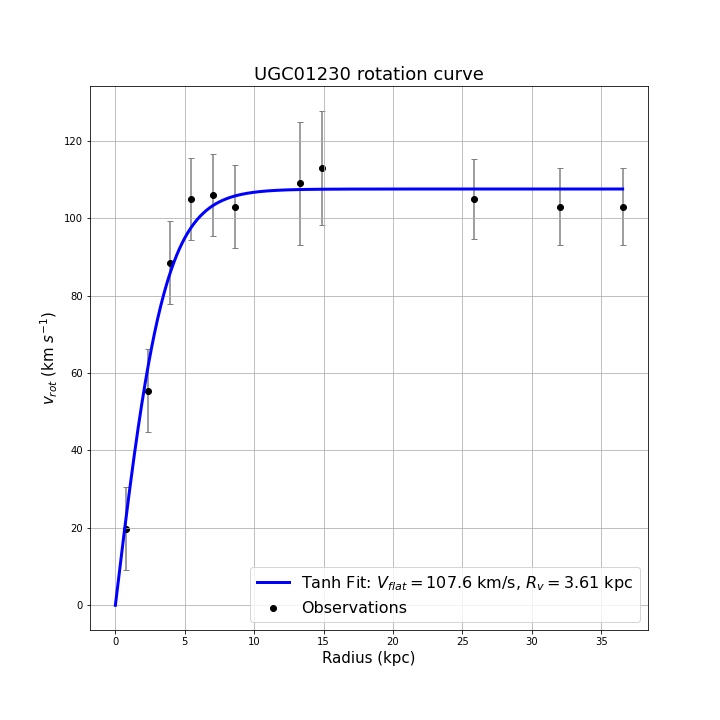 UGC01230 rotation curve
120
100
80
60
40
20
0
v_rot (km s⁻¹)
0 5 10 15 20 25 30 35
Radius (kpc)
Tanh Fit: V_flat = 107.6 km/s, R_v = 3.61 kpc
Observations